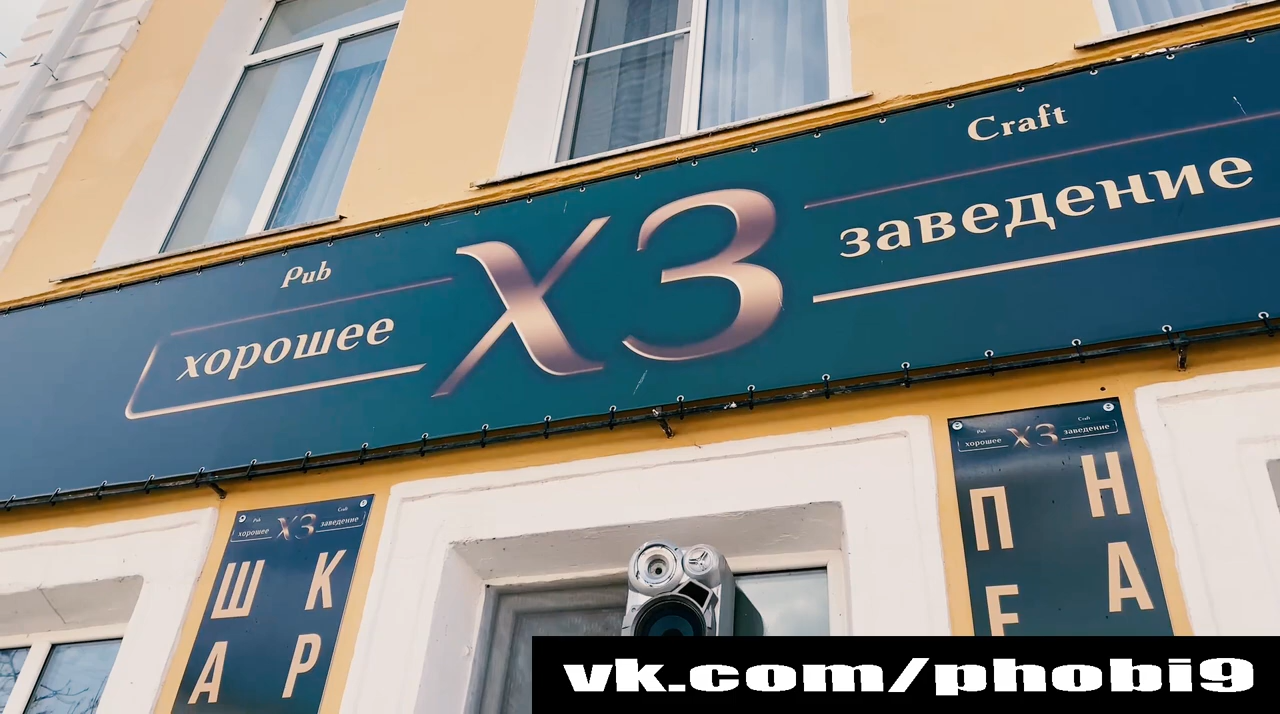 Craft
Pub
хорошее ХЗ заведение
Pub Craft
хорошее ХЗ заведение
Ш К
А Р
Pub Craft
хорошее ХЗ заведение
П Н
Е А
vk.com/phobi9